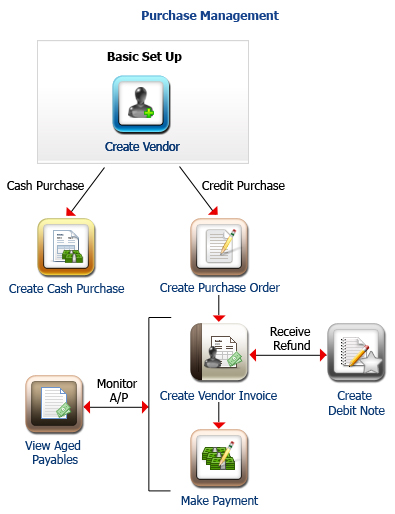 Purchase Management
Basic Set Up
Create Vendor
Cash Purchase
Credit Purchase
Create Cash Purchase
Create Purchase Order
Receive
Refund
Monitor
A/P
Create Vendor Invoice
Create
Debit Note
View Aged
Payables
Make Payment